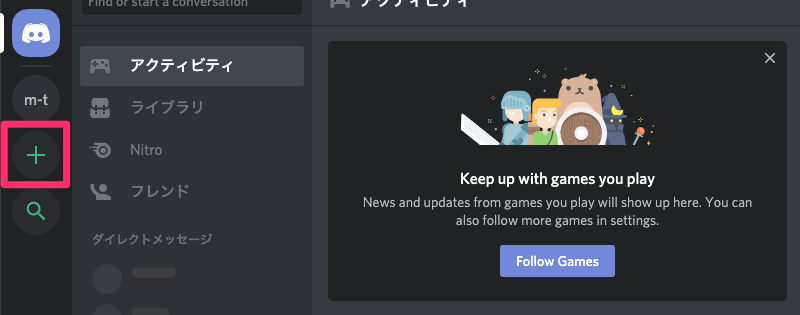 Find or start a conversation
アクティビティ
m-t
アクティビティ
ライブラリ
Nitro
フレンド
ダイレクトメッセージ
Keep up with games you play
News and updates from games you play will show up here. You can
also follow more games in settings.
Follow Games